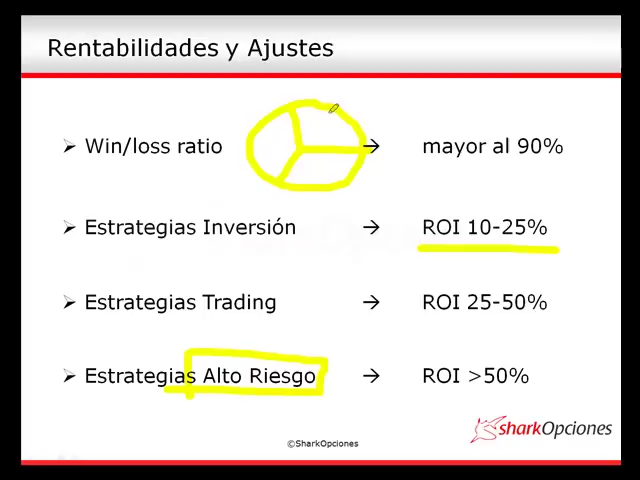 Rentabilidades y Ajustes
➢ Win/loss ratio → mayor al 90%
➢ Estrategias Inversión → ROI 10-25%
➢ Estrategias Trading → ROI 25-50%
➢ Estrategias Alto Riesgo → ROI >50%
sharkOpciones
©SharkOpciones